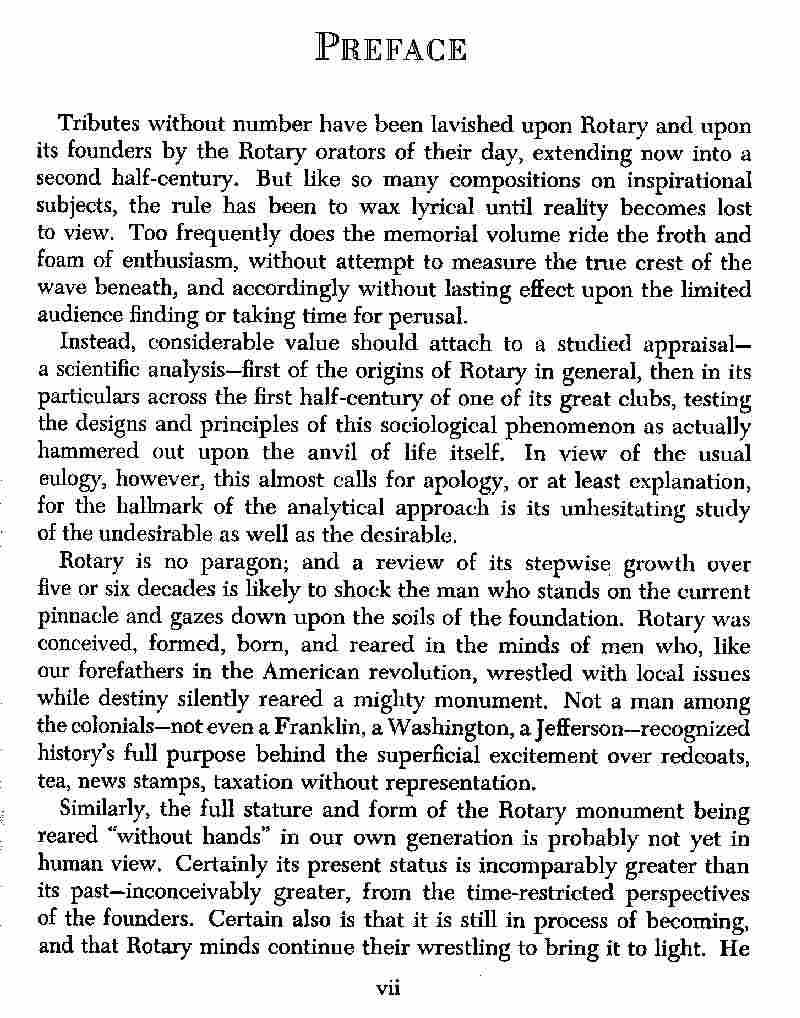 PREFACE
Tributes without number have been lavished upon Rotary and upon
its founders by the Rotary orators of their day, extending now into a
second half-century. But like so many compositions on inspirational
subjects, the rule has been to wax lyrical until reality becomes lost
to view. Too frequently does the memorial volume ride the froth and
foam of enthusiasm, without attempt to measure the true crest of the
wave beneath, and accordingly without lasting effect upon the limited
audience finding or taking time for perusal.
Instead, considerable value should attach to a studied appraisal—
a scientific analysis—first of the origins of Rotary in general, then in its
particulars across the first half-century of one of its great clubs, testing
the designs and principles of this sociological phenomenon as actually
hammered out upon the anvil of life itself. In view of the usual
eulogy, however, this almost calls for apology, or at least explanation,
for the hallmark of the analytical approach is its unhesitating study
of the undesirable as well as the desirable.
Rotary is no paragon; and a review of its stepwise growth over
five or six decades is likely to shock the man who stands on the current
pinnacle and gazes down upon the soils of the foundation. Rotary was
conceived, formed, born, and reared in the minds of men who, like
our forefathers in the American revolution, wrestled with local issues
while destiny silently reared a mighty monument. Not a man among
the colonials—not even a Franklin, a Washington, a Jefferson—recognized
history's full purpose behind the superficial excitement over redcoats,
tea, news stamps, taxation without representation.
Similarly, the full stature and form of the Rotary monument being
reared "without hands" in our own generation is probably not yet in
human view. Certainly its present status is incomparably greater than
its past—inconceivably greater, from the time-restricted perspectives
of the founders. Certain also is that it is still in process of becoming,
and that Rotary minds continue their wrestling to bring it to light. He
vii